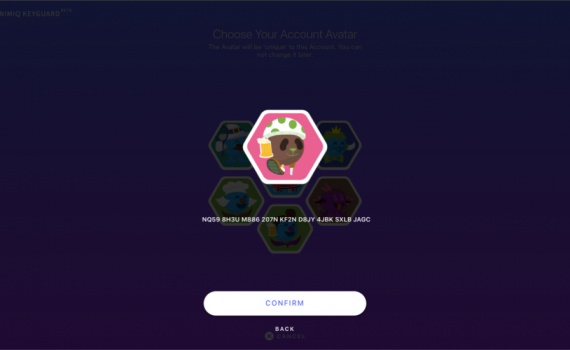 NIMIQ KEYGUARD BETA
Choose Your Account Avatar
The Avatar will be unique to this Account. You can
not change it later.
NQ59 8H3U M886 207N KF2N D8JY 4JBK SXLB JAGC
CONFIRM
BACK
CANCEL